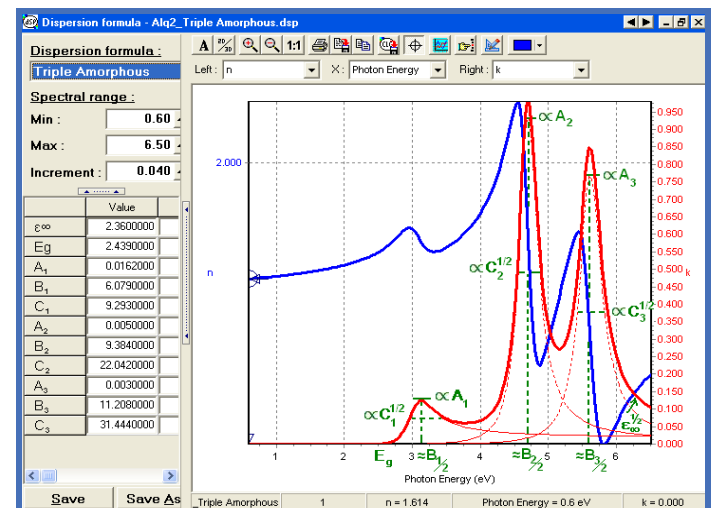 Dispersion formula - Alq2_Triple Amorphous.dsp
Dispersion formula :
Triple Amorphous
Spectral range :
Min : 0.60
Max : 6.50
Increment : 0.040
Value
ε∞ 2.3600000
Eg 2.4390000
A₁ 0.0162000
B₁ 6.0790000
C₁ 9.2930000
A₂ 0.0050000
B₂ 9.3840000
C₂ 22.0420000
A₃ 0.0030000
B₃ 11.2080000
C₃ 31.4440000
Save Save As
A 2D/3D 1:1
Left : n X : Photon Energy Right : k
2.000
n
∝A₂
∝A₃
∝C₂^1/2
∝C₃^1/2
∝A₁
∝C₁^1/2
ε∞^1/2
0.950
0.900
0.850
0.800
0.750
0.700
0.650
0.600
0.550
0.500 k
0.450
0.400
0.350
0.300
0.250
0.200
0.150
0.100
0.050
0.000
1 2 3 4 5 6
Eg ≈B₁/2 ≈B₂/2 ≈B₃/2
Photon Energy (eV)
_Triple Amorphous 1 n = 1.614 Photon Energy = 0.6 eV k = 0.000